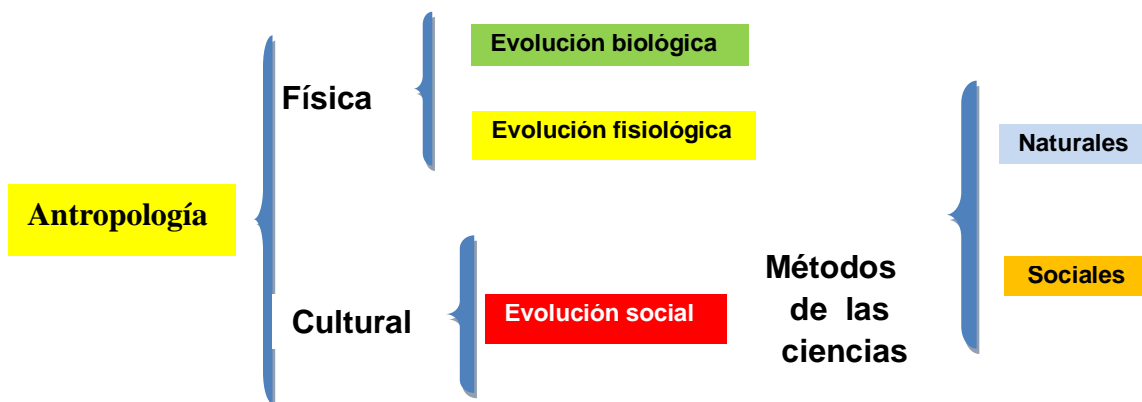 Antropología
Física
Evolución biológica
Evolución fisiológica
Cultural
Evolución social
Métodos
de las
ciencias
Naturales
Sociales